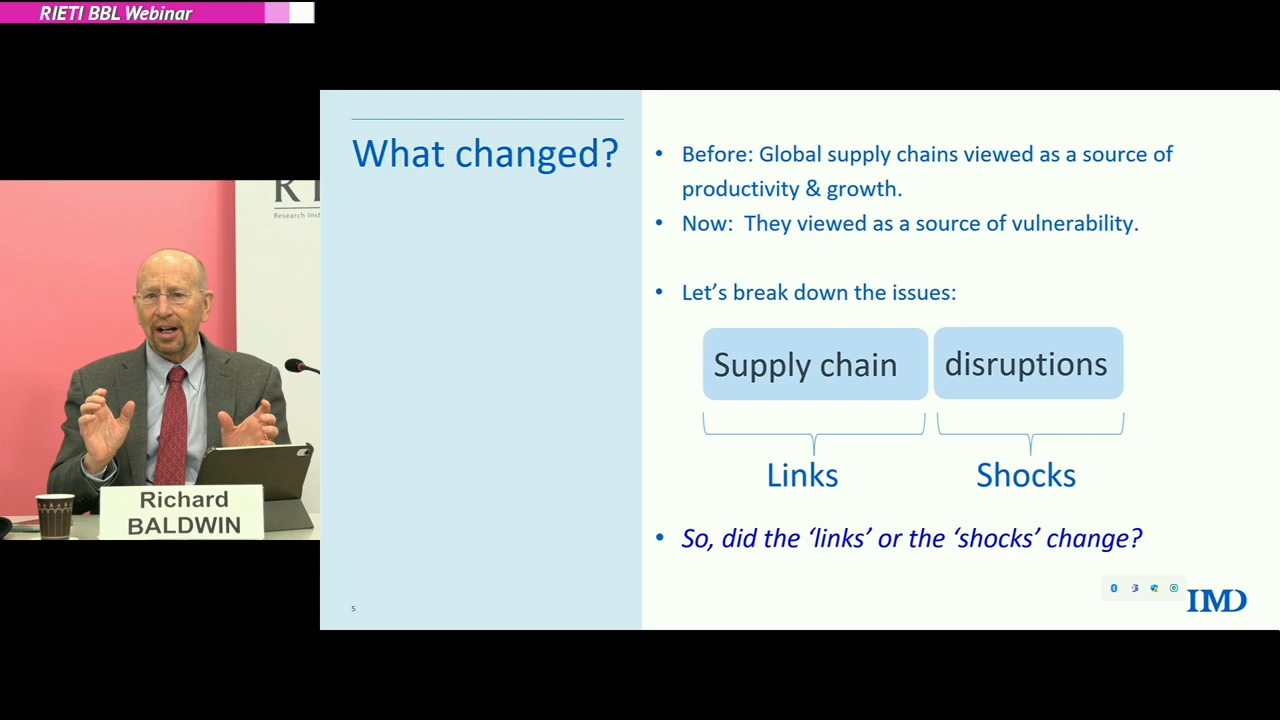 RIETI BBL Webinar
Research Inst
Richard
BALDWIN
What changed?
• Before: Global supply chains viewed as a source of
productivity & growth.
• Now:  They viewed as a source of vulnerability.
• Let’s break down the issues:
Supply chain disruptions
Links Shocks
• So, did the ‘links’ or the ‘shocks’ change?
5
IMD